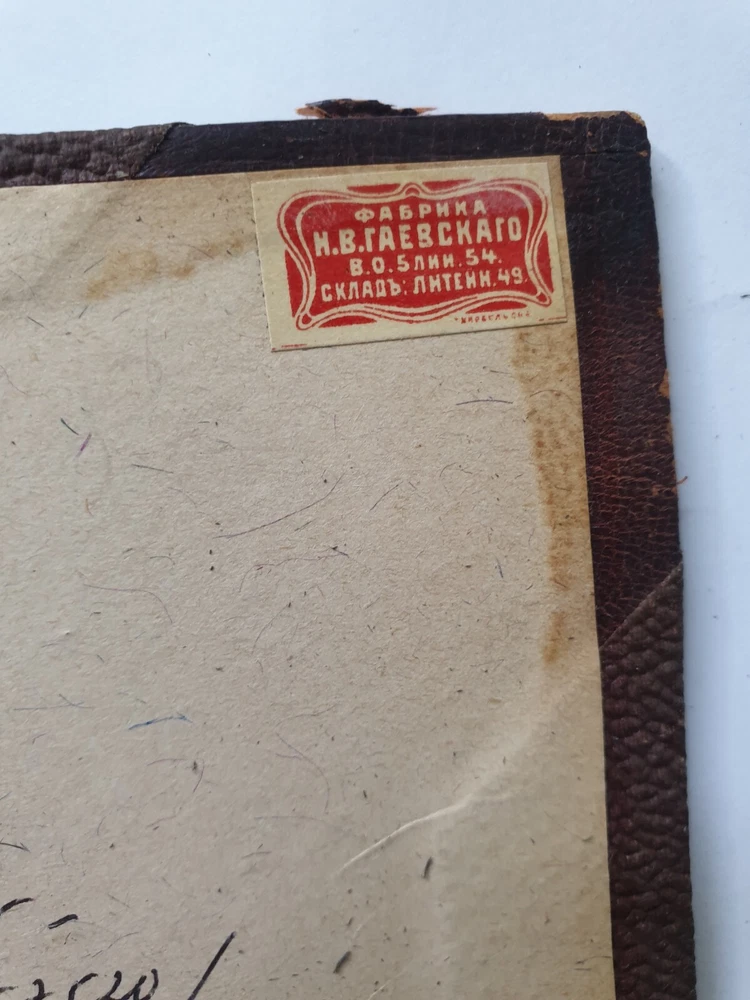 ФАБРИКА
Н.В.ГАЕВСКАГО
В.О.5 ЛИН.54.
СКЛАДЪ: ЛИТЕЙН.49.